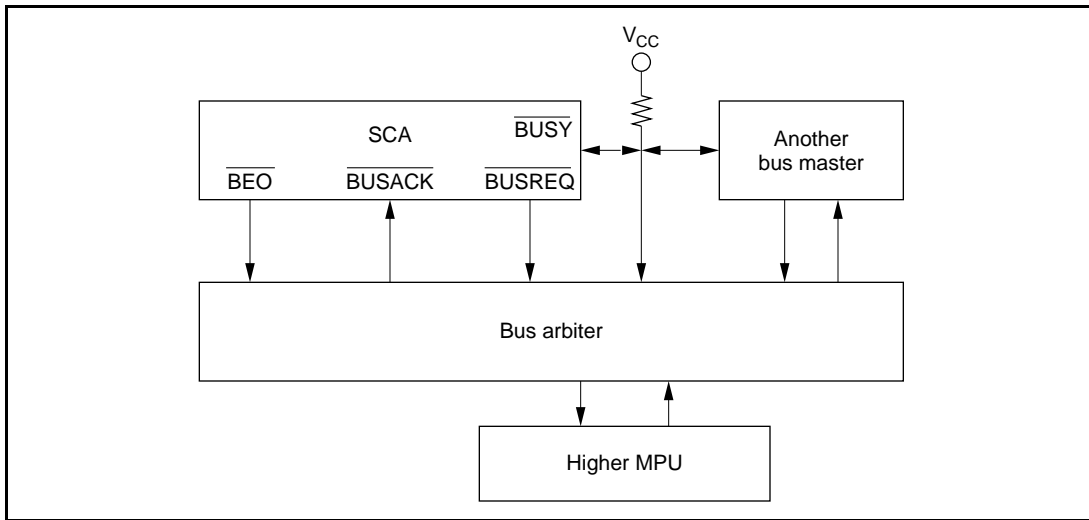 VCC
SCA
BUSY
BEO
BUSACK
BUSREQ
Another
bus master
Bus arbiter
Higher MPU